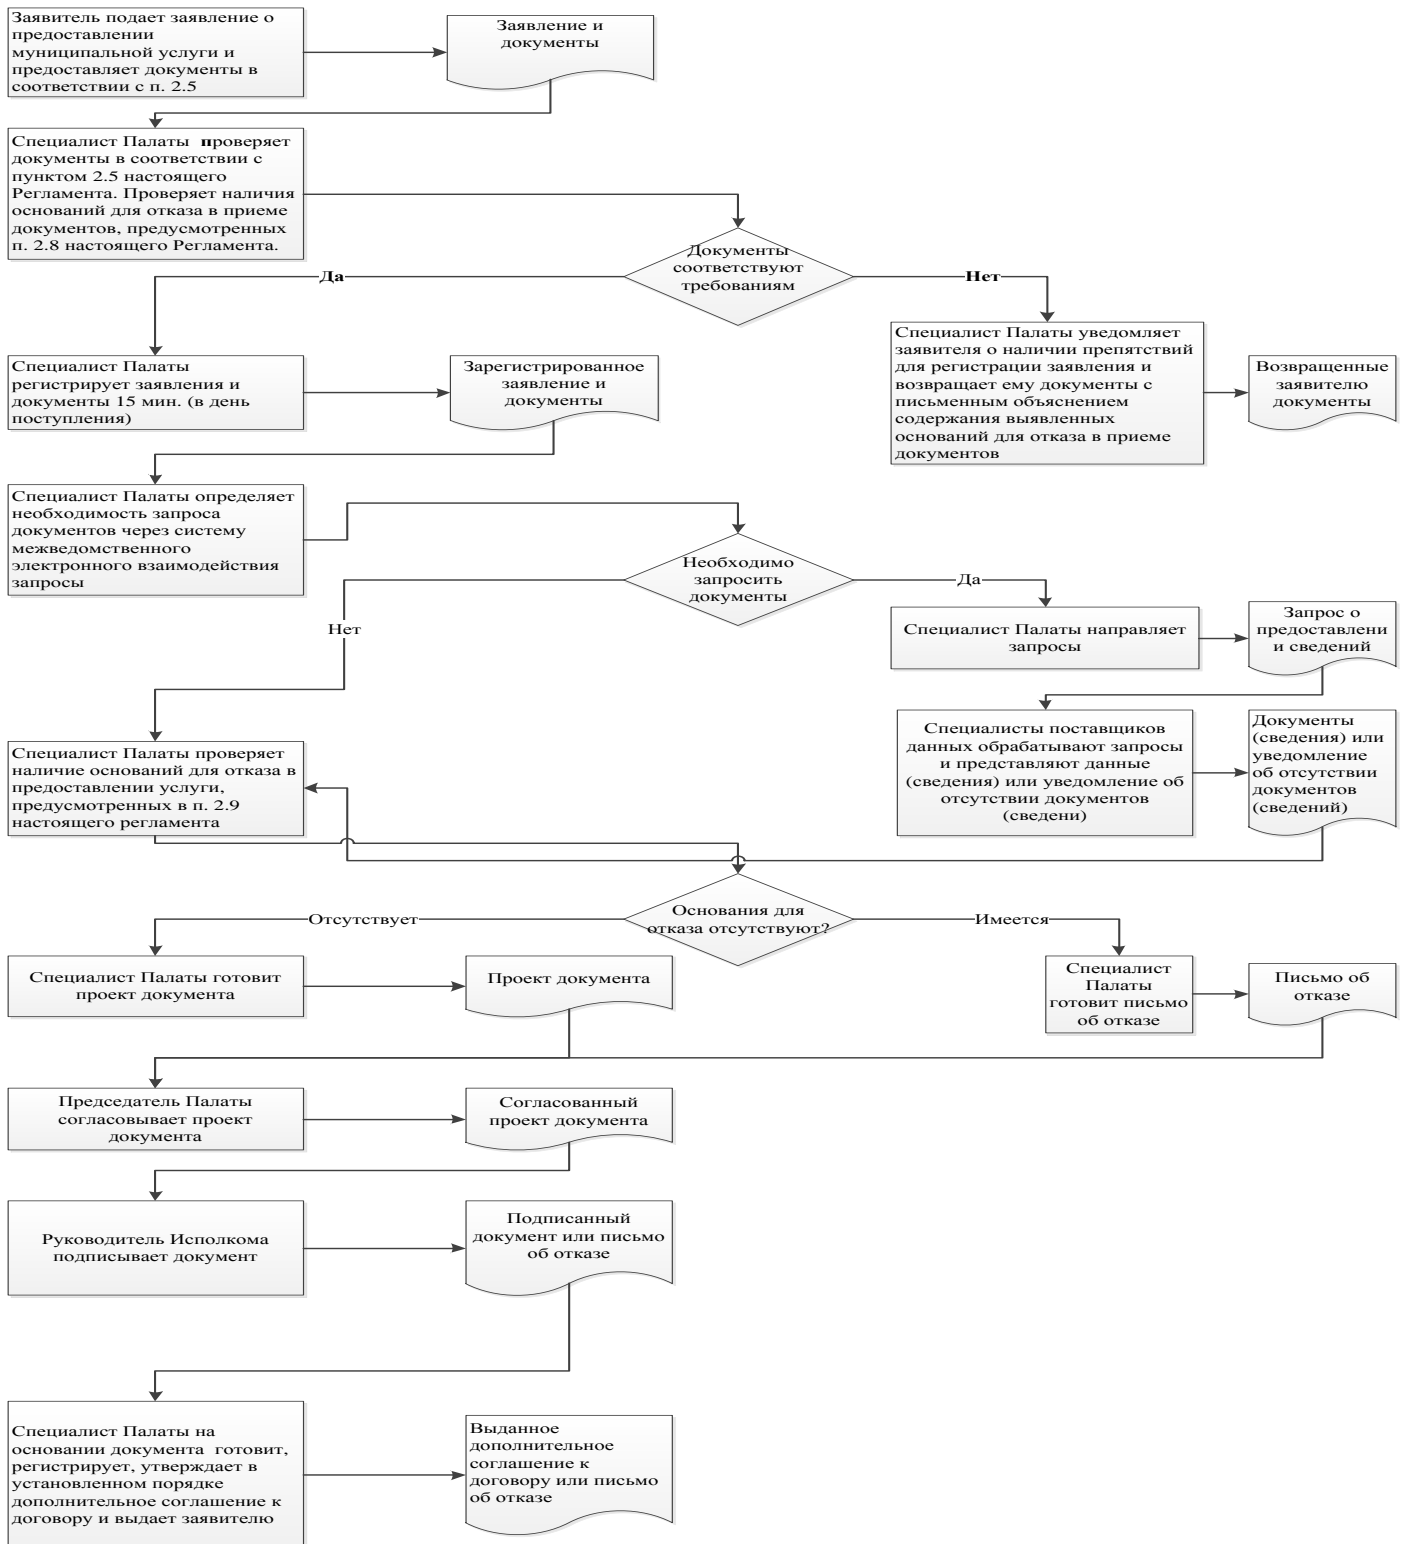 Заявитель подает заявление о
предоставлении
муниципальной услуги и
предоставляет документы в
соответствии с п. 2.5
Заявление и
документы
Специалист Палаты  проверяет
документы в соответствии с
пунктом 2.5 настоящего
Регламента. Проверяет наличия
оснований для отказа в приеме
документов, предусмотренных
п. 2.8 настоящего Регламента.
Документы
соответствуют
требованиям
Да
Нет
Специалист Палаты
регистрирует заявления и
документы 15 мин. (в день
поступления)
Зарегистрированное
заявление и
документы
Специалист Палаты уведомляет
заявителя о наличии препятствий
для регистрации заявления и
возвращает ему документы с
письменным объяснением
содержания выявленных
оснований для отказа в приеме
документов
Возвращенные
заявителю
документы
Специалист Палаты определяет
необходимость запроса
документов через систему
межведомственного
электронного взаимодействия
запросы
Необходимо
запросить
документы
Да
Нет
Специалист Палаты направляет
запросы
Запрос о
предоставлени
и сведений
Специалисты поставщиков
данных обрабатывают запросы
и представляют данные
(сведения) или уведомление об
отсутствии документов
(сведени)
Документы
(сведения) или
уведомление
об отсутствии
документов
(сведений)
Специалист Палаты проверяет
наличие оснований для отказа в
предоставлении услуги,
предусмотренных в п. 2.9
настоящего регламента
Основания для
отказа отсутствуют?
Отсутствует
Имеется
Специалист Палаты готовит
проект документа
Проект документа
Специалист
Палаты
готовит письмо
об отказе
Письмо об
отказе
Председатель Палаты
согласовывает проект
документа
Согласованный
проект документа
Руководитель Исполкома
подписывает документ
Подписанный
документ или письмо
об отказе
Специалист Палаты на
основании документа  готовит,
регистрирует, утверждает в
установленном порядке
дополнительное соглашение к
договору и выдает заявителю
Выданное
дополнительное
соглашение к
договору или письмо
об отказе